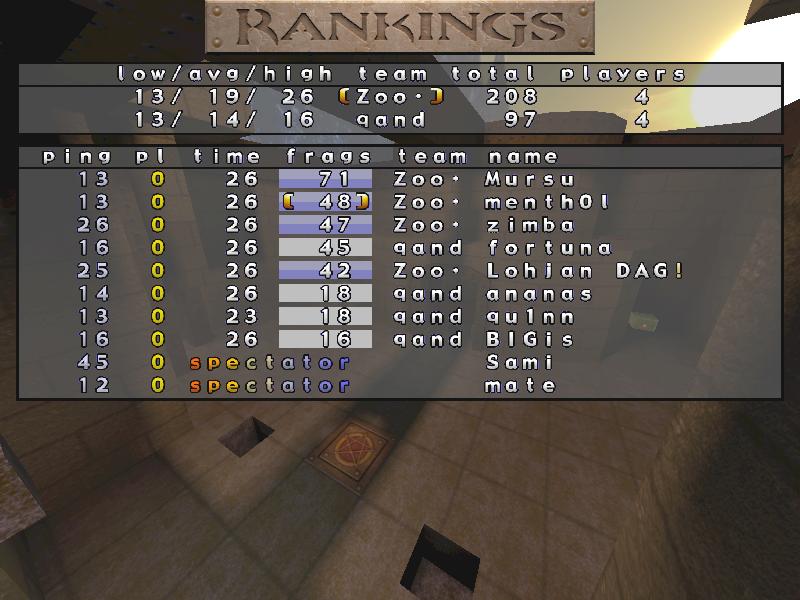 RANKINGS
low/avg/high team total players
13/ 19/ 26 [Zoo·] 208 4
13/ 14/ 16 qand 97 4
ping pl time frags team name
13 0 26 71 Zoo· Mursu
13 0 26 [ 48] Zoo· menth0l
26 0 26 47 Zoo· zimba
16 0 26 45 qand fortuna
25 0 26 42 Zoo· Lohjan DAG!
14 0 26 18 qand ananas
13 0 23 18 qand qu1nn
16 0 26 16 qand BlGis
45 0 spectator Sami
12 0 spectator mate